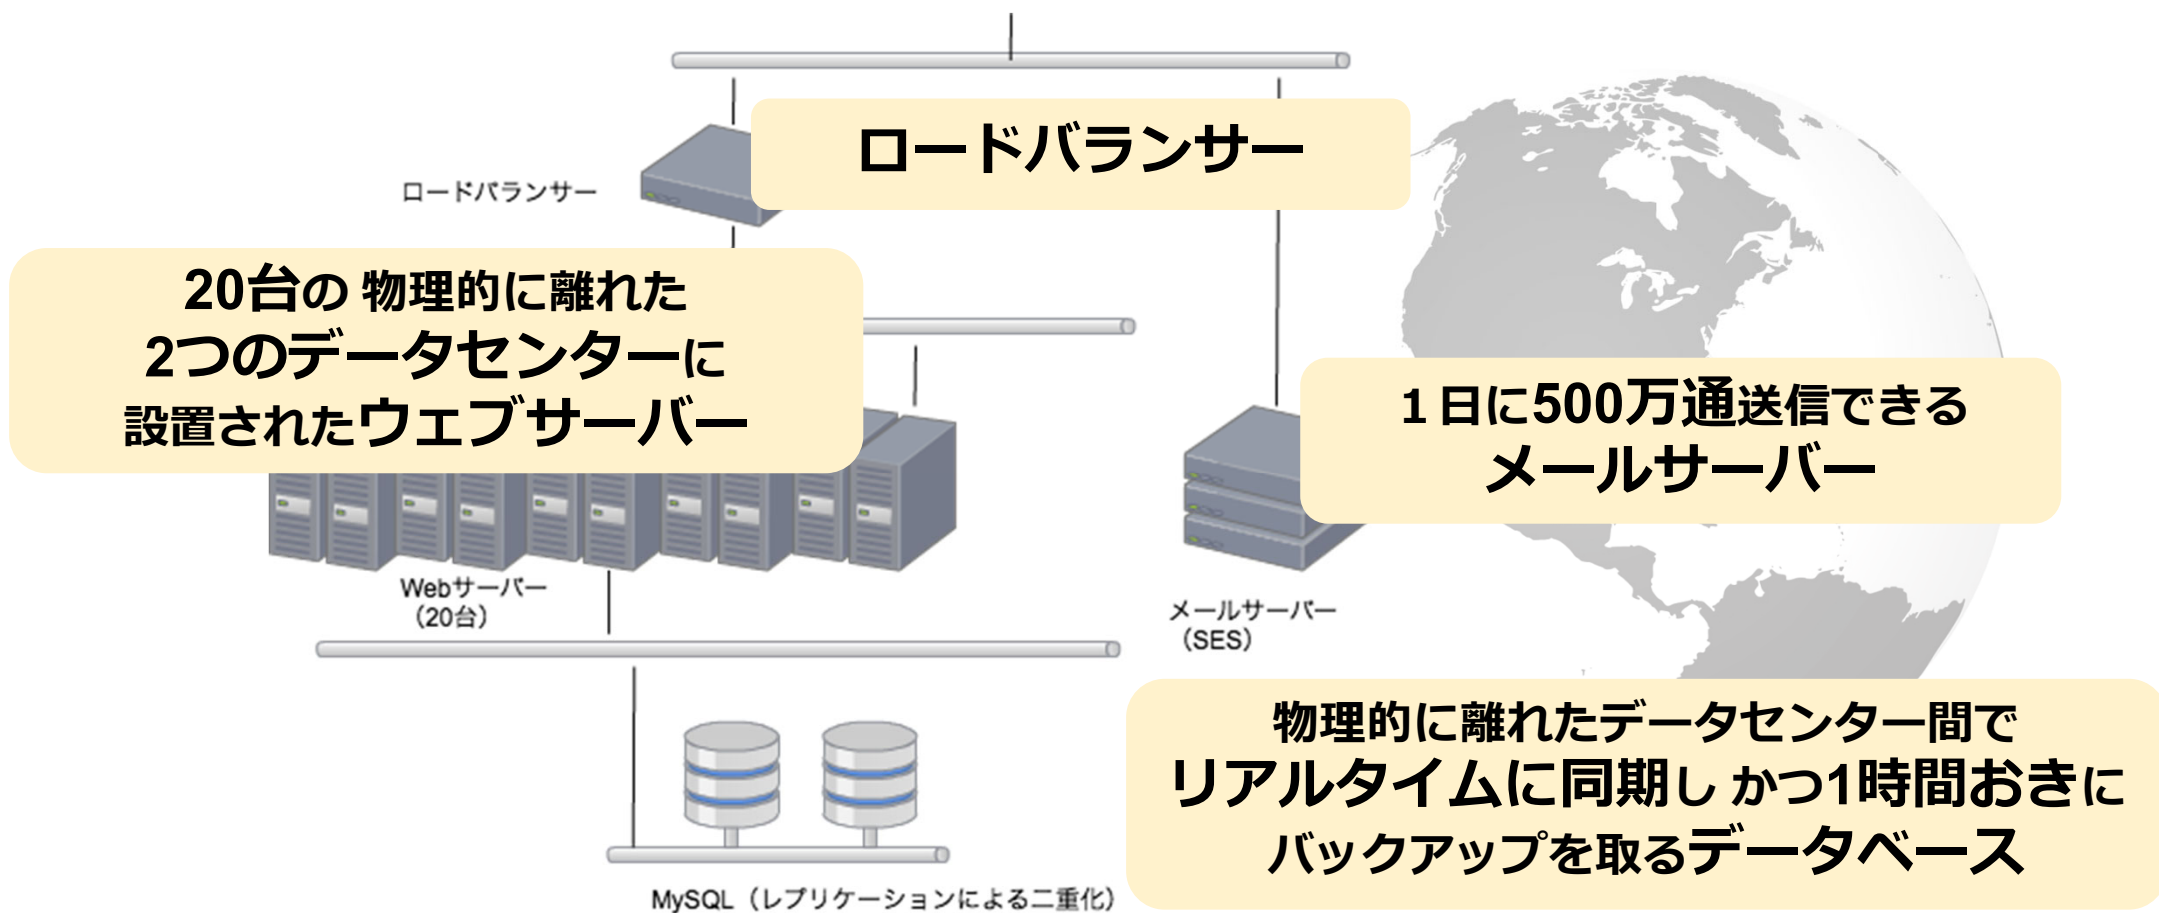 ロードバランサー
ロードバランサー
20台の 物理的に離れた
2つのデータセンターに
設置されたウェブサーバー
1日に500万通送信できる
メールサーバー
Webサーバー
（20台）
メールサーバー
（SES）
物理的に離れたデータセンター間で
リアルタイムに同期し かつ1時間おきに
バックアップを取るデータベース
MySQL（レプリケーションによる二重化）